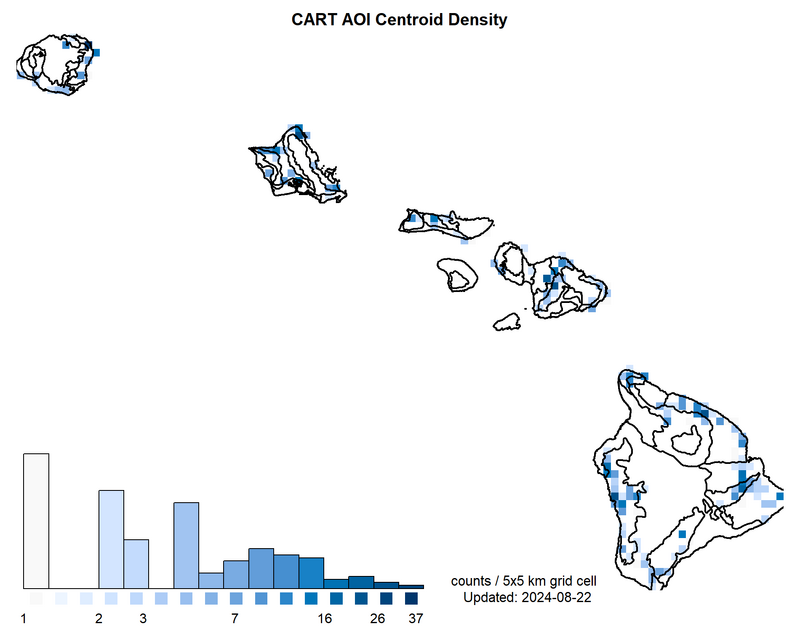 CART AOI Centroid Density
counts / 5x5 km grid cell
Updated: 2024-08-22
1 2 3 7 16 26 37